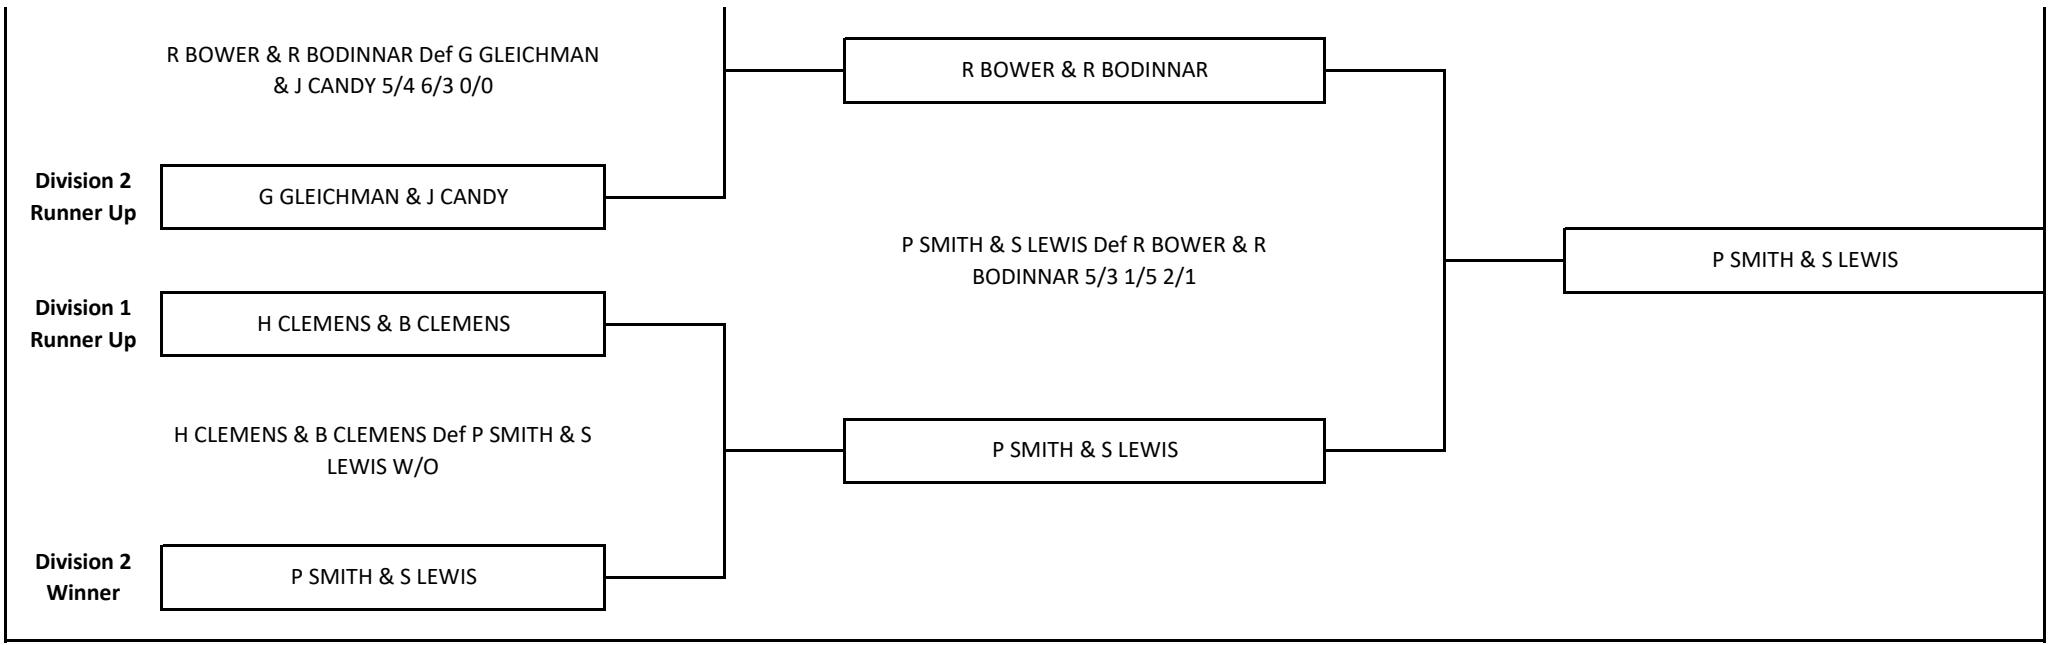 R BOWER & R BODINNAR Def G GLEICHMAN
& J CANDY 5/4 6/3 0/0
R BOWER & R BODINNAR
Division 2
Runner Up
G GLEICHMAN & J CANDY
P SMITH & S LEWIS Def R BOWER & R
BODINNAR 5/3 1/5 2/1
P SMITH & S LEWIS
Division 1
Runner Up
H CLEMENS & B CLEMENS
H CLEMENS & B CLEMENS Def P SMITH & S
LEWIS W/O
P SMITH & S LEWIS
Division 2
Winner
P SMITH & S LEWIS